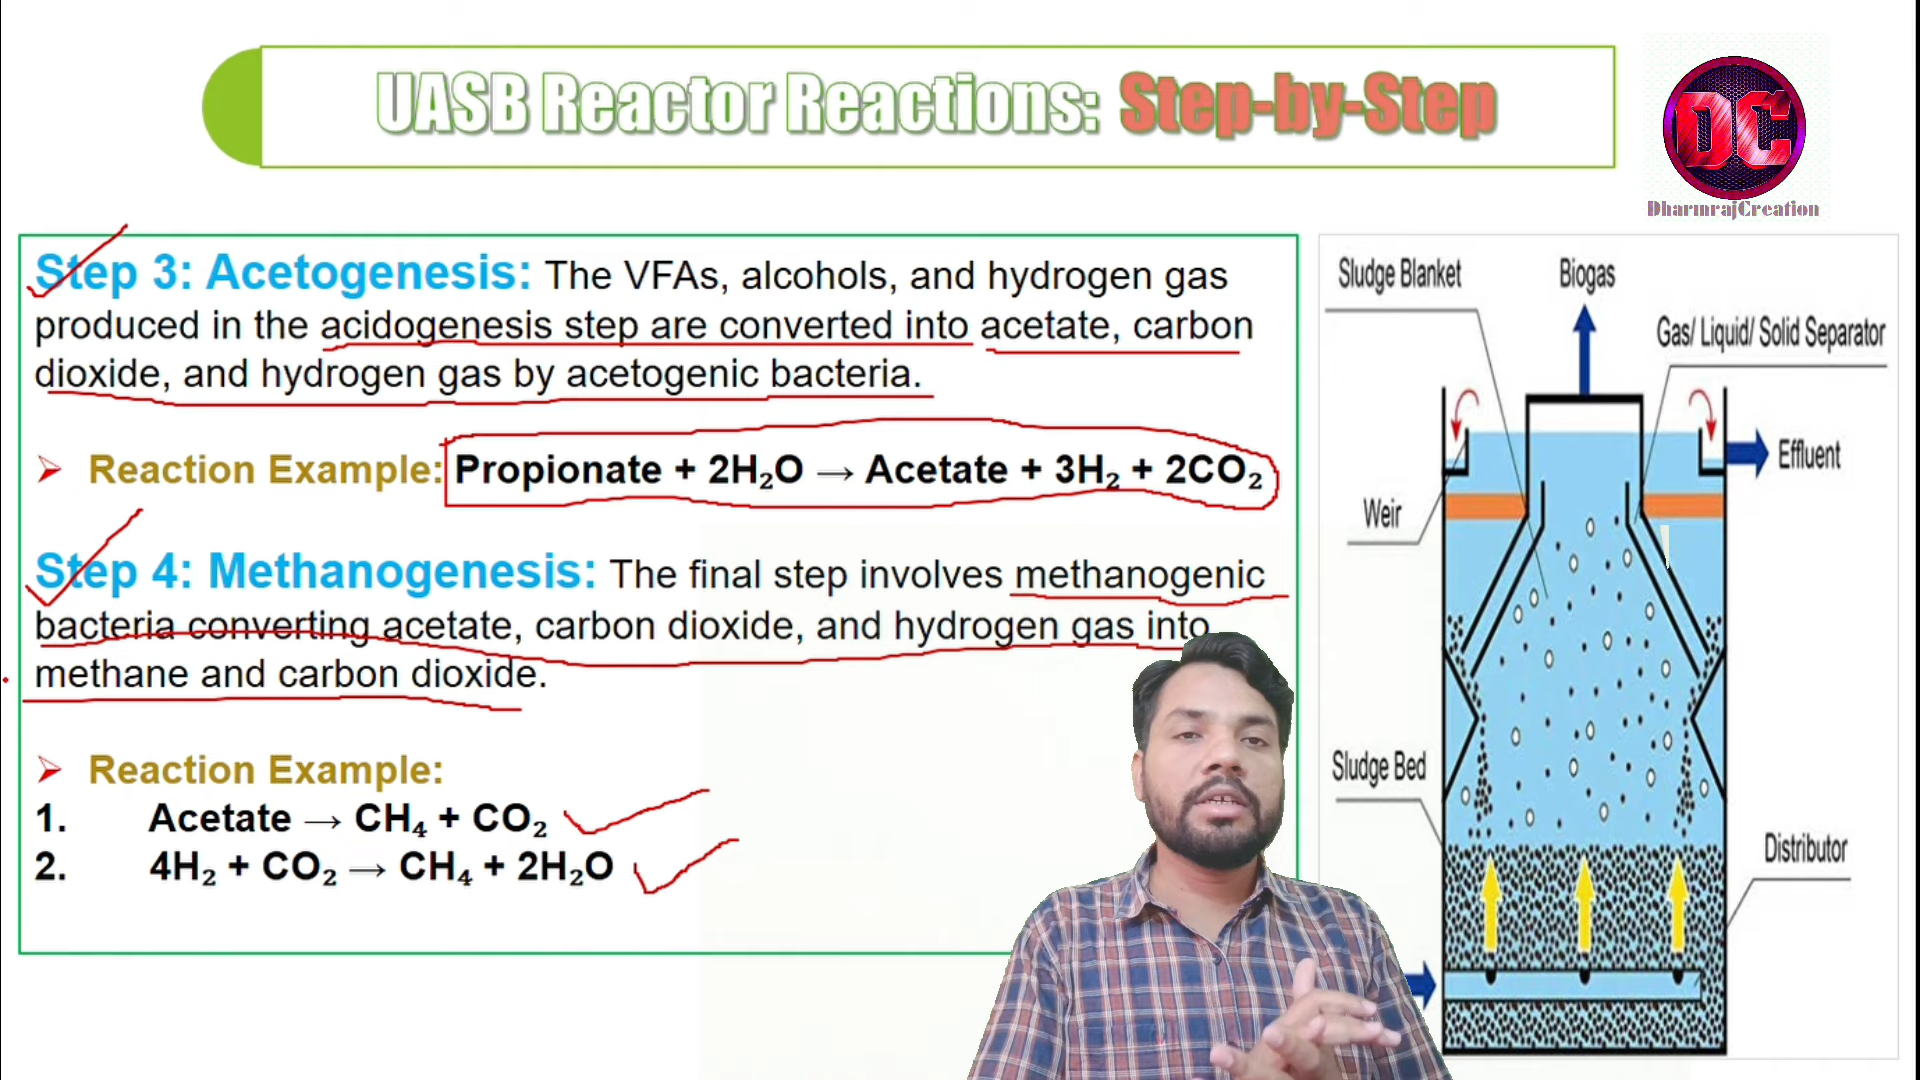 UASB Reactor Reactions: Step-by-Step
DC
DharmrajCreation
Step 3: Acetogenesis: The VFAs, alcohols, and hydrogen gas
produced in the acidogenesis step are converted into acetate, carbon
dioxide, and hydrogen gas by acetogenic bacteria.
➢ Reaction Example: Propionate + 2H₂O → Acetate + 3H₂ + 2CO₂
Step 4: Methanogenesis: The final step involves methanogenic
bacteria converting acetate, carbon dioxide, and hydrogen gas into
methane and carbon dioxide.
➢ Reaction Example:
1. Acetate → CH₄ + CO₂
2. 4H₂ + CO₂ → CH₄ + 2H₂O
Sludge Blanket
Biogas
Gas/ Liquid/ Solid Separator
Effluent
Weir
Sludge Bed
Distributor